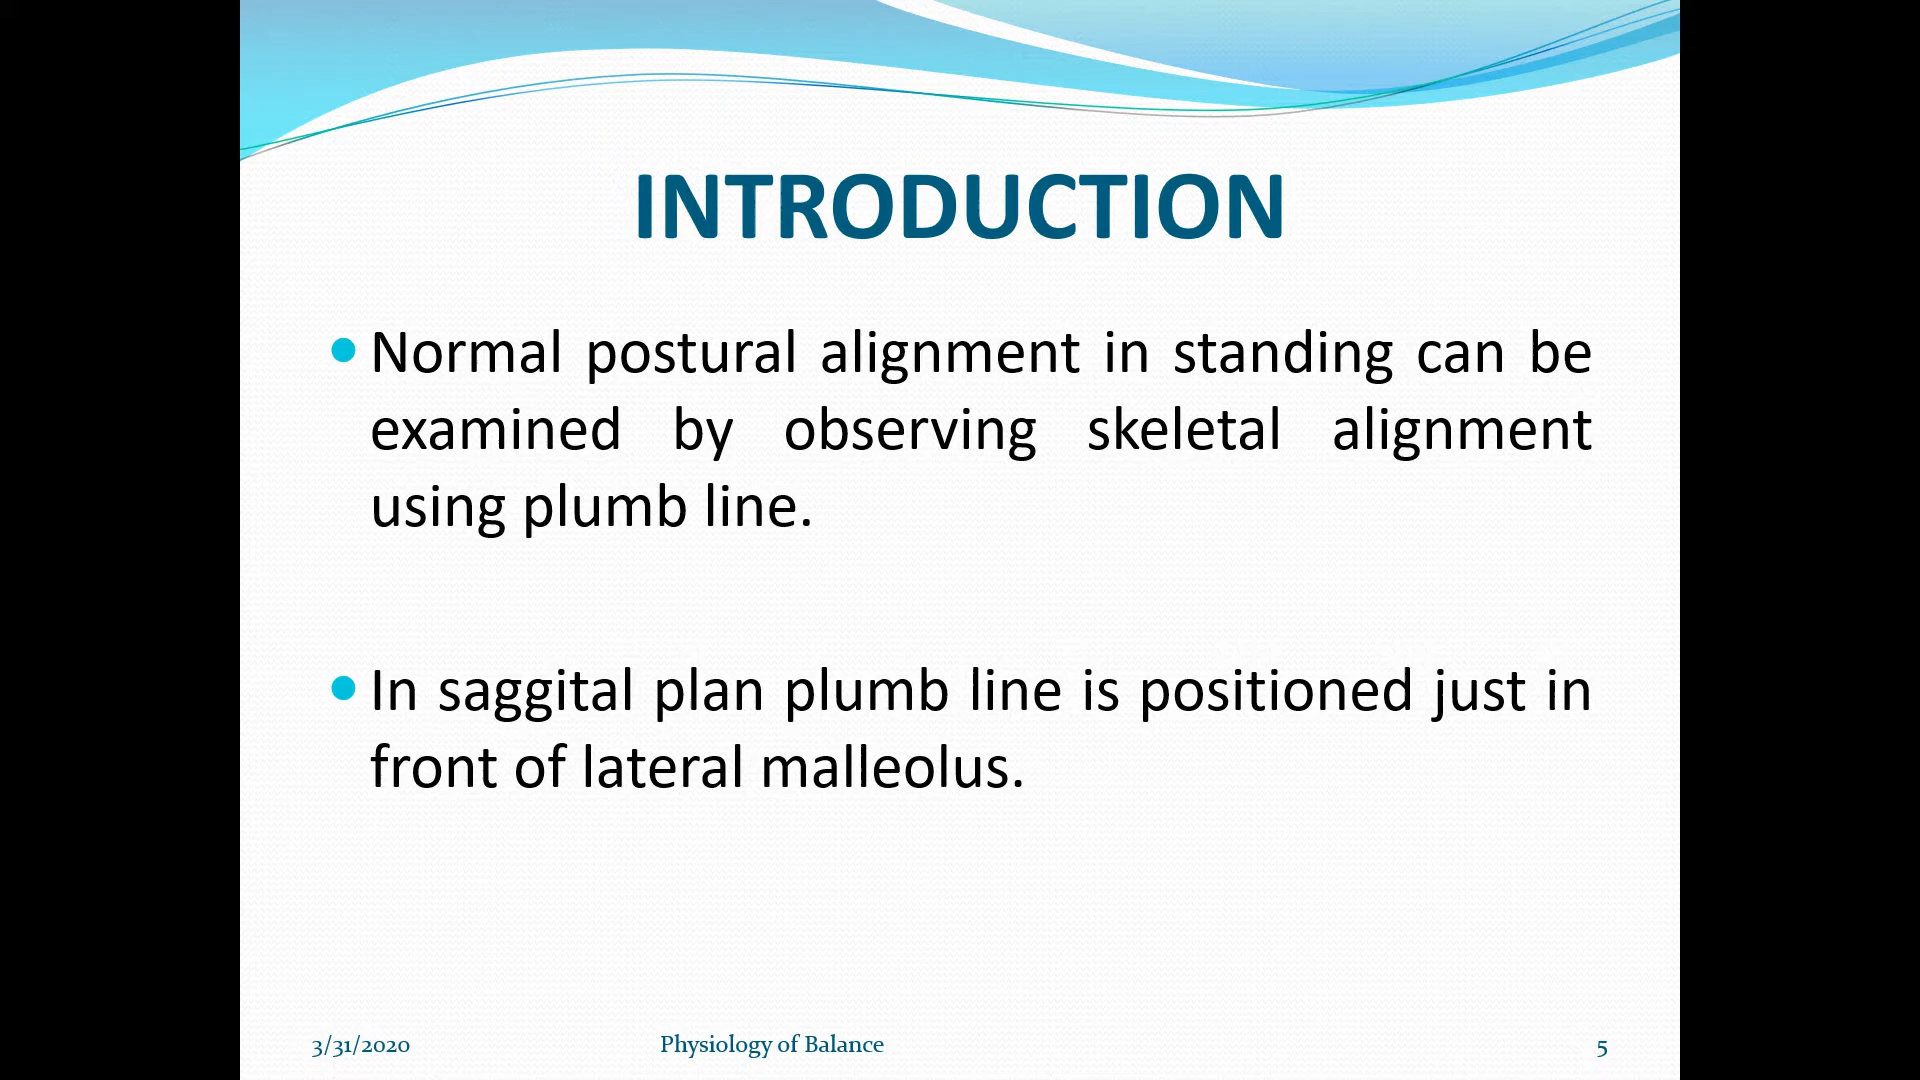 INTRODUCTION
• Normal postural alignment in standing can be
examined by observing skeletal alignment
using plumb line.
• In saggital plan plumb line is positioned just in
front of lateral malleolus.
3/31/2020 Physiology of Balance 5